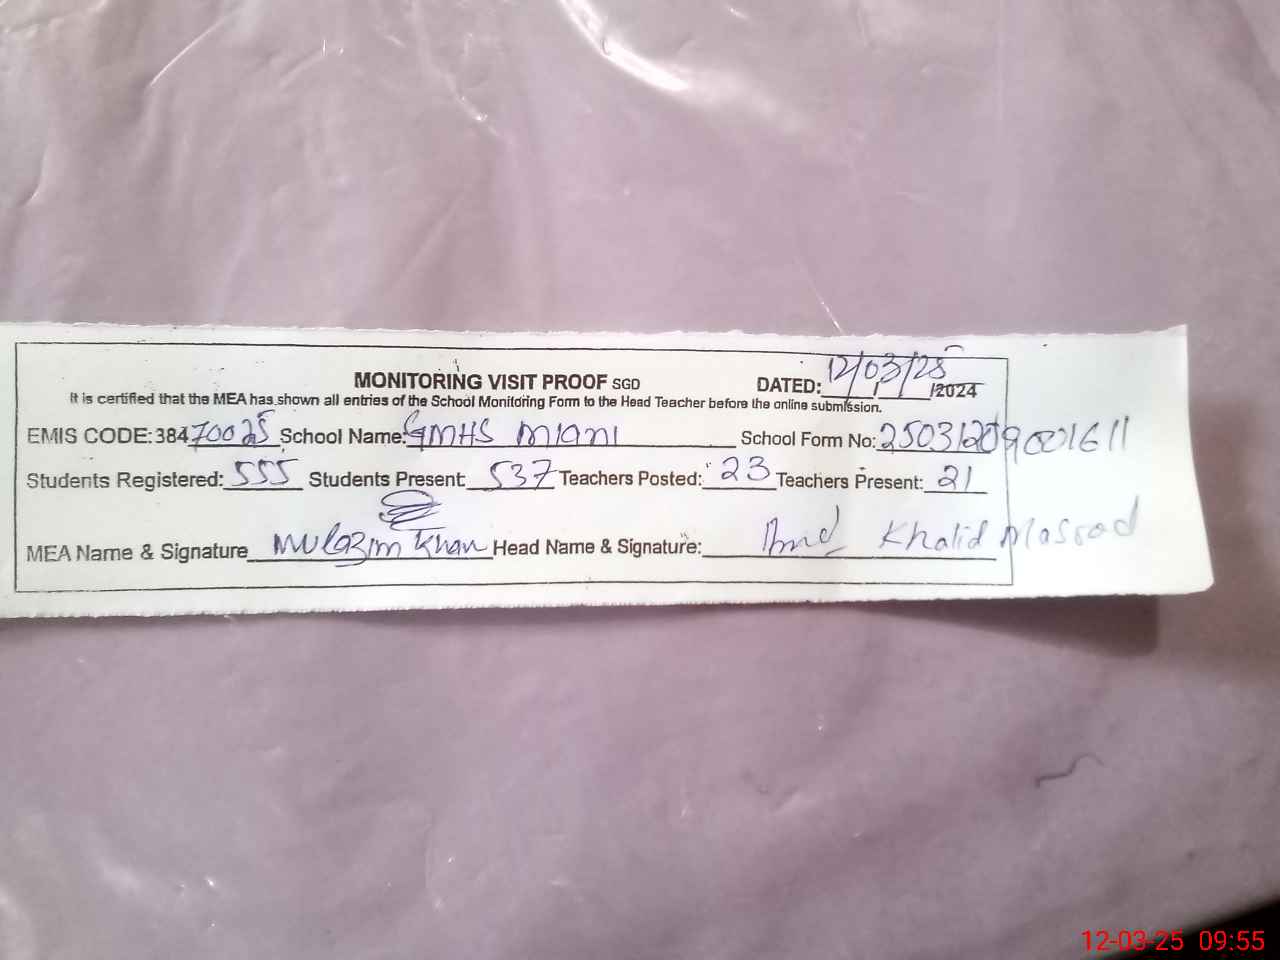 MONITORING VISIT PROOF SGD DATED: 12/03/25 /2024
It is certified that the MEA has shown all entries of the School Monitoring Form to the Head Teacher before the online submission.
EMIS CODE: 38470025 School Name: GMHS MIANI School Form No: 25031209001611
Students Registered: 555 Students Present: 537 Teachers Posted: 23 Teachers Present: 21
MEA Name & Signature Mulazim Khan Head Name & Signature: Khalid Massod
12-03-25 09:55